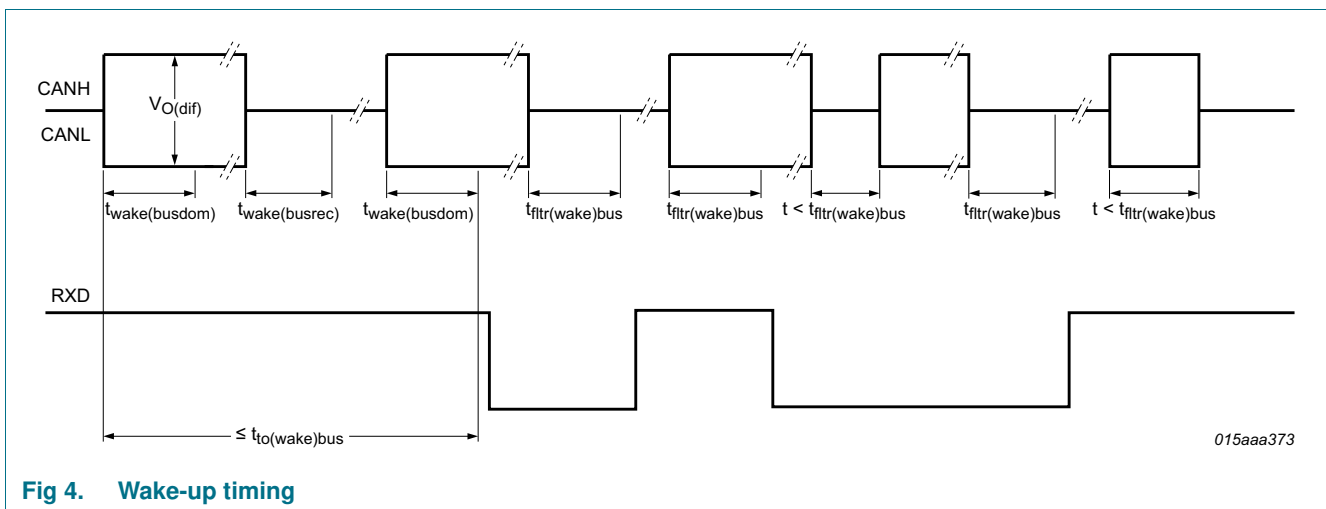 CANH
V_O(dif)
CANL
t_wake(busdom) t_wake(busrec) t_wake(busdom) t_fltr(wake)bus t_fltr(wake)bus t < t_fltr(wake)bus t_fltr(wake)bus t < t_fltr(wake)bus
RXD
≤ t_to(wake)bus
015aaa373
Fig 4. Wake-up timing